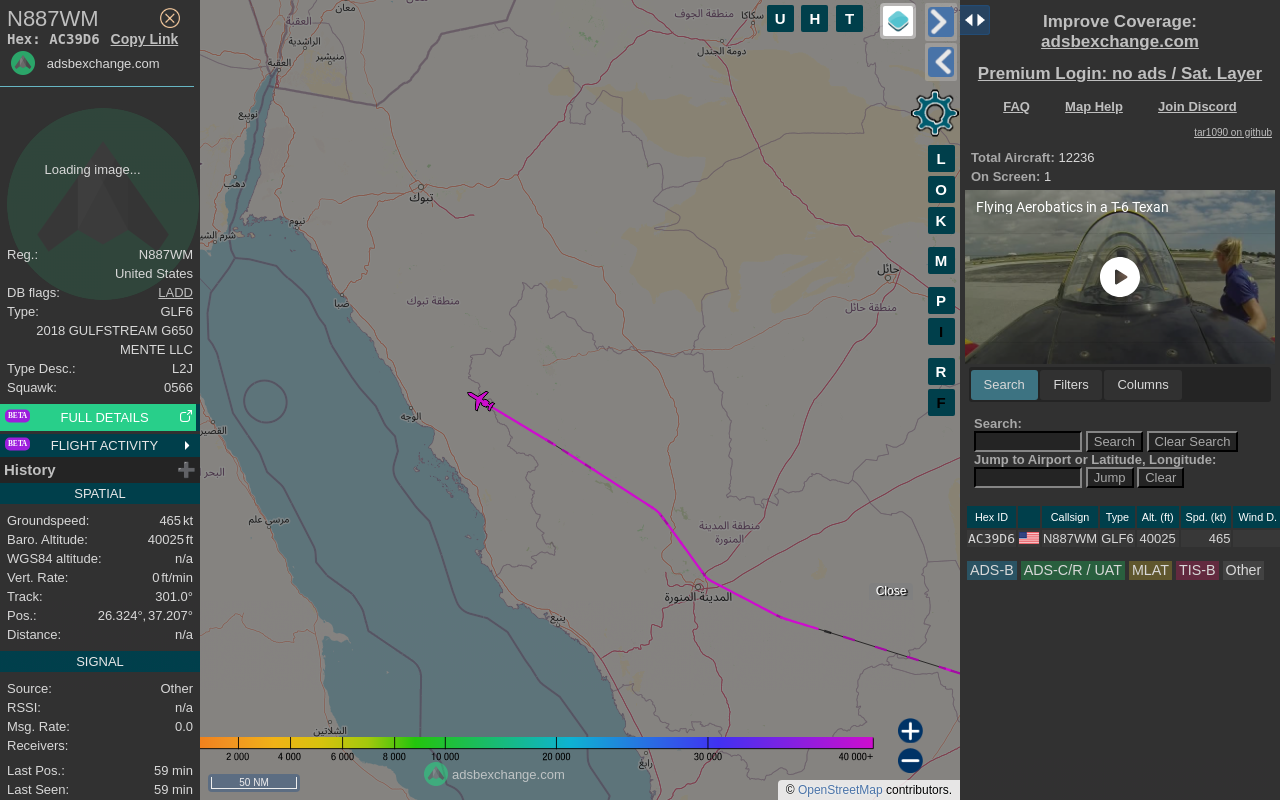 N887WM
Hex: AC39D6 Copy Link
adsbexchange.com
Loading image...
Reg.: N887WM
United States
DB flags: LADD
Type: GLF6
2018 GULFSTREAM G650
MENTE LLC
Type Desc.: L2J
Squawk: 0566
BETA FULL DETAILS
BETA FLIGHT ACTIVITY
History
SPATIAL
Groundspeed: 465 kt
Baro. Altitude: 40025 ft
WGS84 altitude: n/a
Vert. Rate: 0 ft/min
Track: 301.0°
Pos.: 26.324°, 37.207°
Distance: n/a
SIGNAL
Source: Other
RSSI: n/a
Msg. Rate: 0.0
Receivers:
Last Pos.: 59 min
Last Seen: 59 min
معان
العقبة
الراشدية
منيشير
العقبة
نويبع
دهب
نيوم
شرم الشي
تبوك
ضبا
منطقة تبوك
منطقة الجوف
سكاكا
دومة الجندل
حائل
منطقة حائل
الوجه
القصير
البحر ا
مرسي علم
منطقة المدينة
المنورة
المدينة المنورة
ينبع
الشلاتين
رابغ
U H T
L
O
K
M
P
I
R
F
Close
2 000 4 000 6 000 8 000 10 000 20 000 30 000 40 000+
adsbexchange.com
50 NM
© OpenStreetMap contributors.
Improve Coverage:
adsbexchange.com
Premium Login: no ads / Sat. Layer
FAQ Map Help Join Discord
tar1090 on github
Total Aircraft: 12236
On Screen: 1
Flying Aerobatics in a T-6 Texan
Search Filters Columns
Search:
Search Clear Search
Jump to Airport or Latitude, Longitude:
Jump Clear
Hex ID Callsign Type Alt. (ft) Spd. (kt) Wind D.
AC39D6 N887WM GLF6 40025 465
ADS-B ADS-C/R / UAT MLAT TIS-B Other